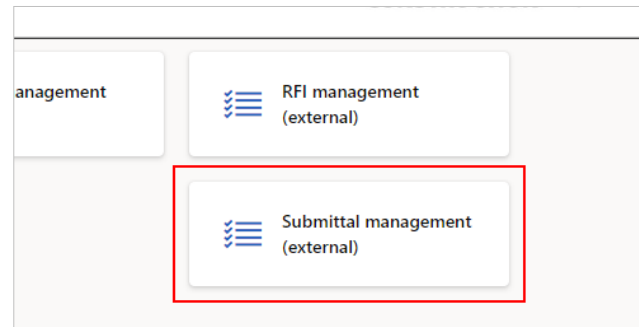 anagement
RFI management
(external)
Submittal management
(external)